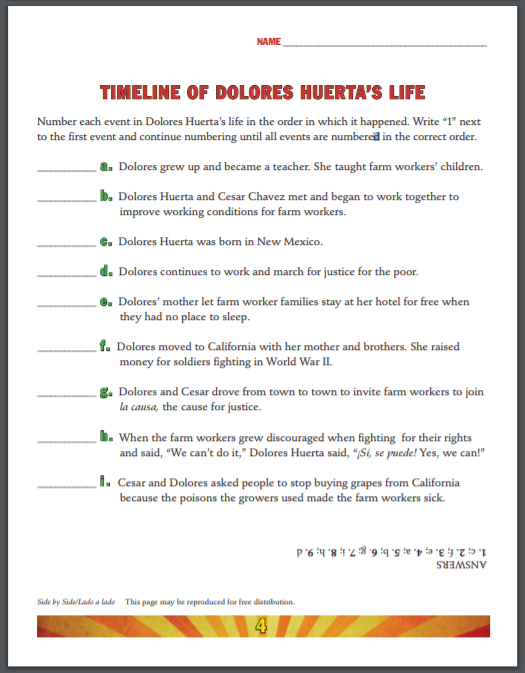 NAME
TIMELINE OF DOLORES HUERTA'S LIFE
Number each event in Dolores Huerta's life in the order in which it happened. Write “1” next
to the first event and continue numbering until all events are numbered in the correct order.
a. Dolores grew up and became a teacher. She taught farm workers' children.
b. Dolores Huerta and Cesar Chavez met and began to work together to
improve working conditions for farm workers.
c. Dolores Huerta was born in New Mexico.
d. Dolores continues to work and march for justice for the poor.
e. Dolores' mother let farm worker families stay at her hotel for free when
they had no place to sleep.
f. Dolores moved to California with her mother and brothers. She raised
money for soldiers fighting in World War II.
g. Dolores and Cesar drove from town to town to invite farm workers to join
la causa, the cause for justice.
h. When the farm workers grew discouraged when fighting for their rights
and said, “We can't do it,” Dolores Huerta said, “¡Sí, se puede! Yes, we can!”
i. Cesar and Dolores asked people to stop buying grapes from California
because the poisons the growers used made the farm workers sick.
ANSWERS
1. c; 2. f; 3. e; 4. a; 5. b; 6. g; 7. i; 8. h; 9. d
Side by Side/Lado a lado This page may be reproduced for free distribution.
4